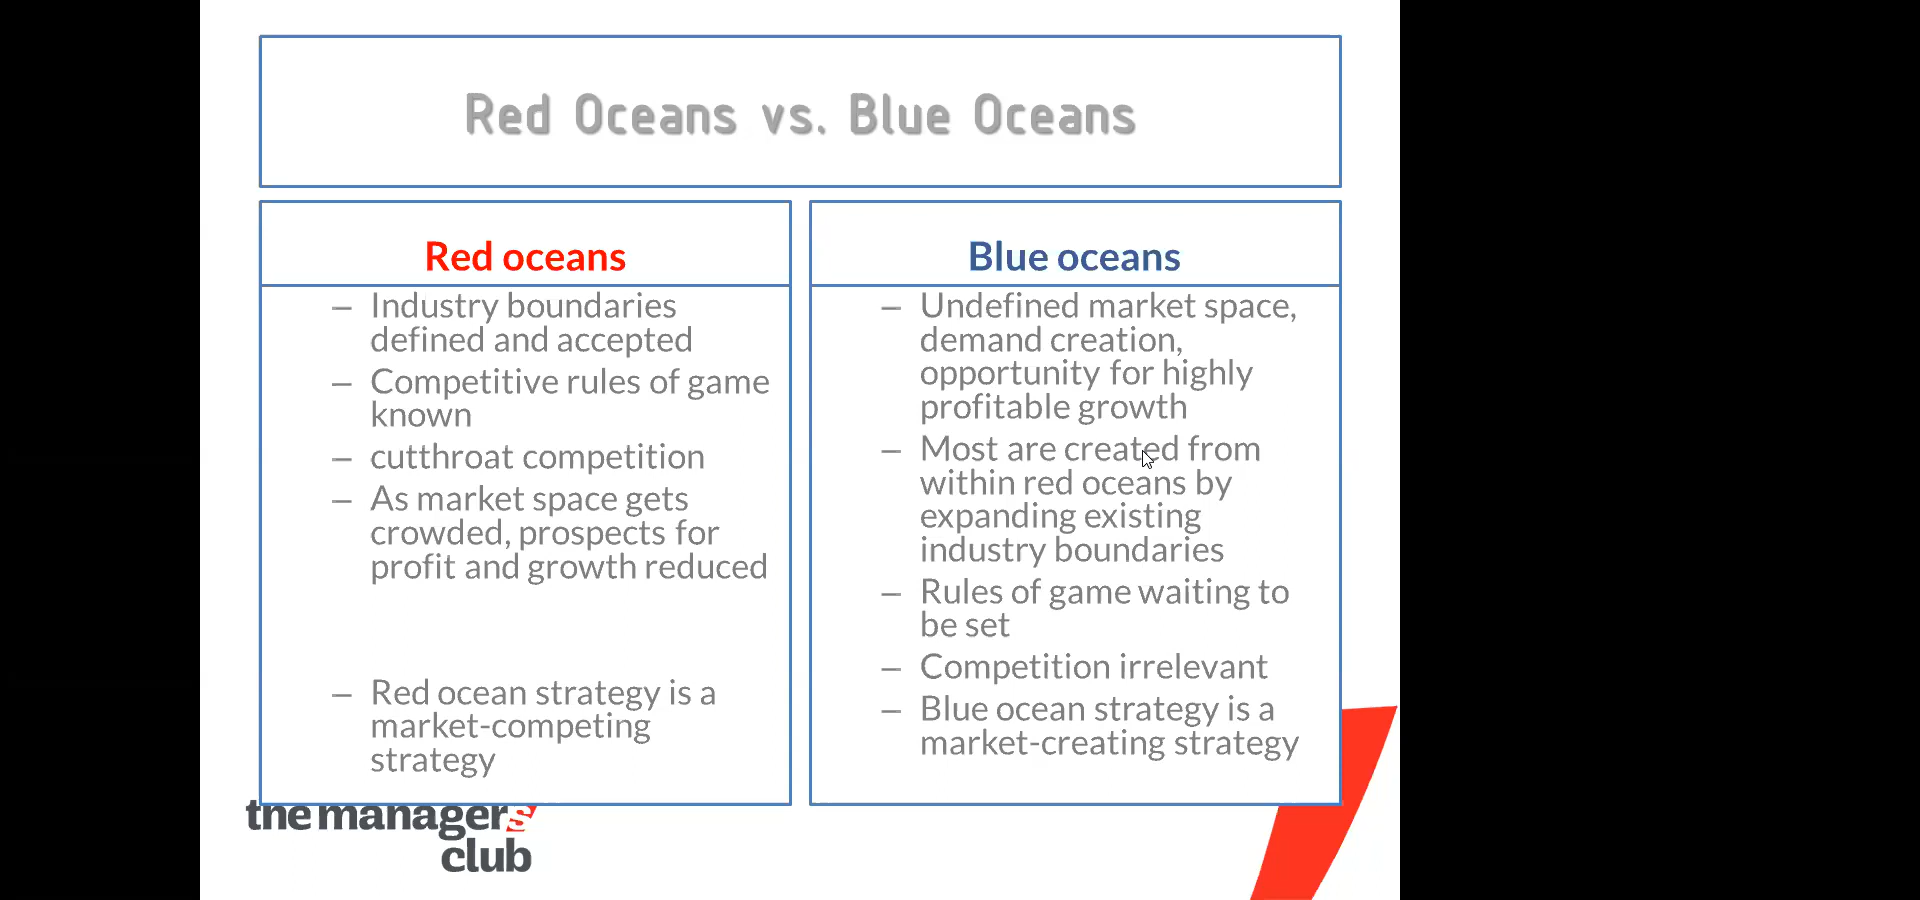 Red Oceans vs. Blue Oceans
Red oceans
– Industry boundaries
defined and accepted
– Competitive rules of game
known
– cutthroat competition
– As market space gets
crowded, prospects for
profit and growth reduced
– Red ocean strategy is a
market-competing
strategy
Blue oceans
– Undefined market space,
demand creation,
opportunity for highly
profitable growth
– Most are created from
within red oceans by
expanding existing
industry boundaries
– Rules of game waiting to
be set
– Competition irrelevant
– Blue ocean strategy is a
market-creating strategy
the managers
club